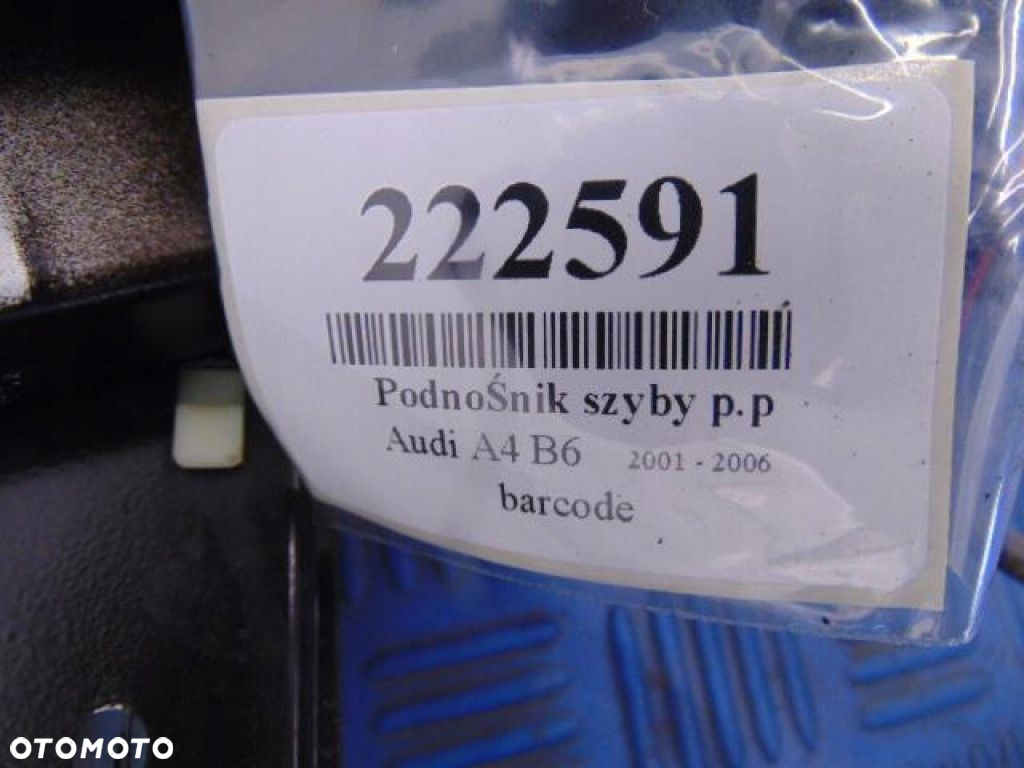 222591
PodnoŚnik szyby p.p
Audi A4 B6 2001 - 2006
barcode
OTOMOTO